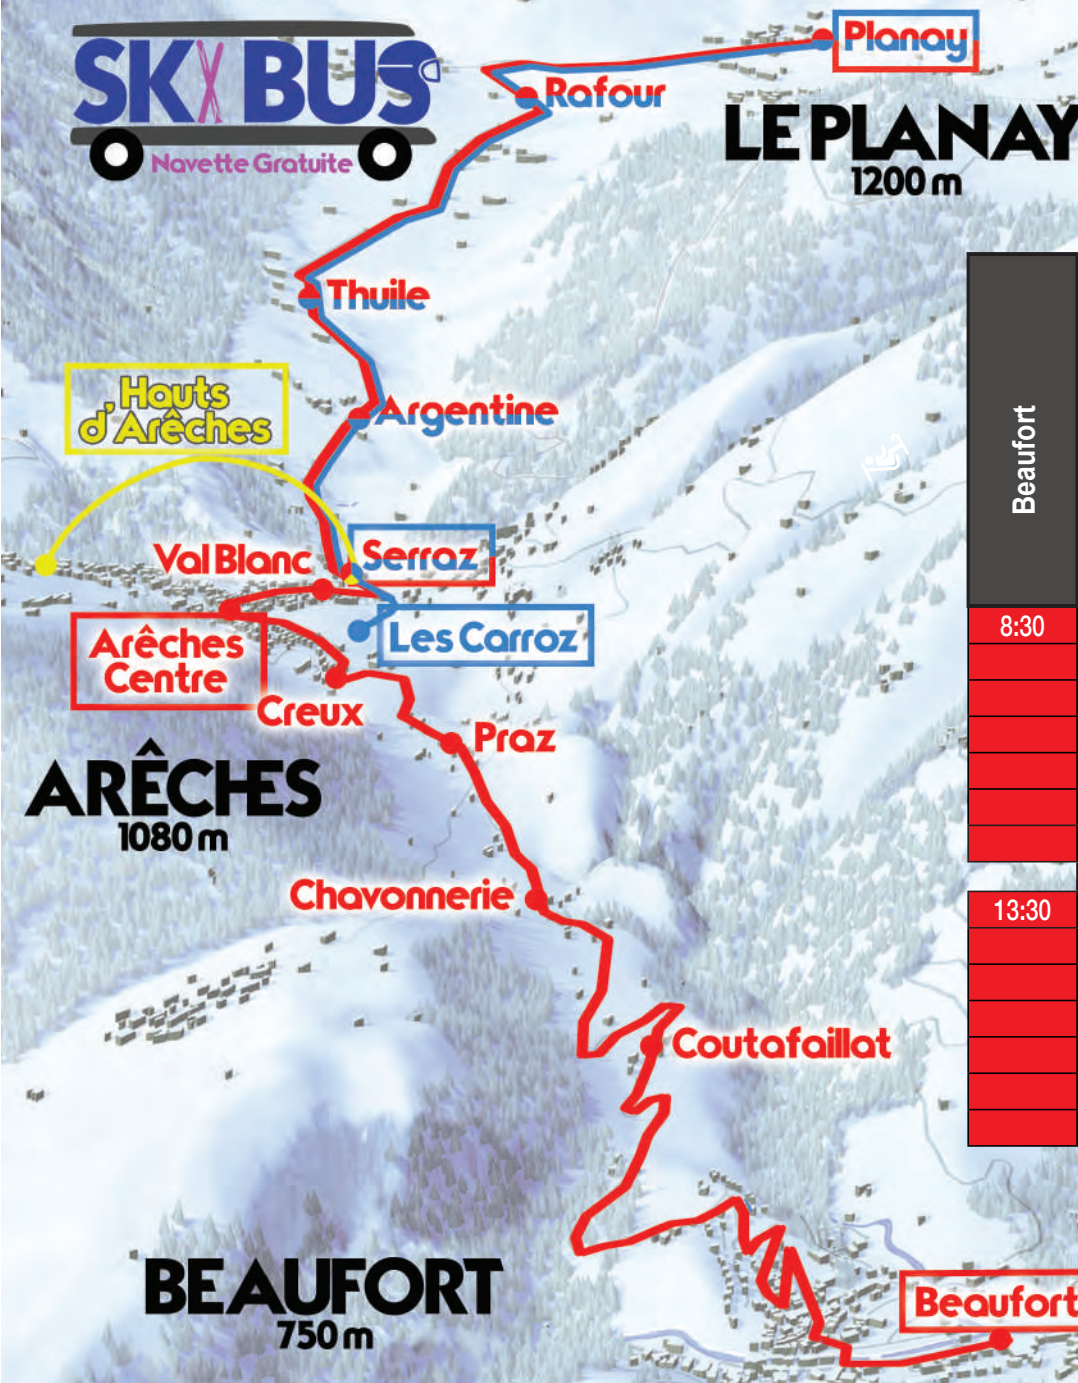 SKI BUS
Navette Gratuite
Planay
Rafour
LE PLANAY
1200 m
Thuile
Hauts
d'Arêches
Argentine
Beaufort
Val Blanc
Serraz
Les Carroz
Arêches
Centre
8:30
Creux
Praz
ARÊCHES
1080 m
Chavonnerie
13:30
Coutafaillat
BEAUFORT
750 m
Beaufort